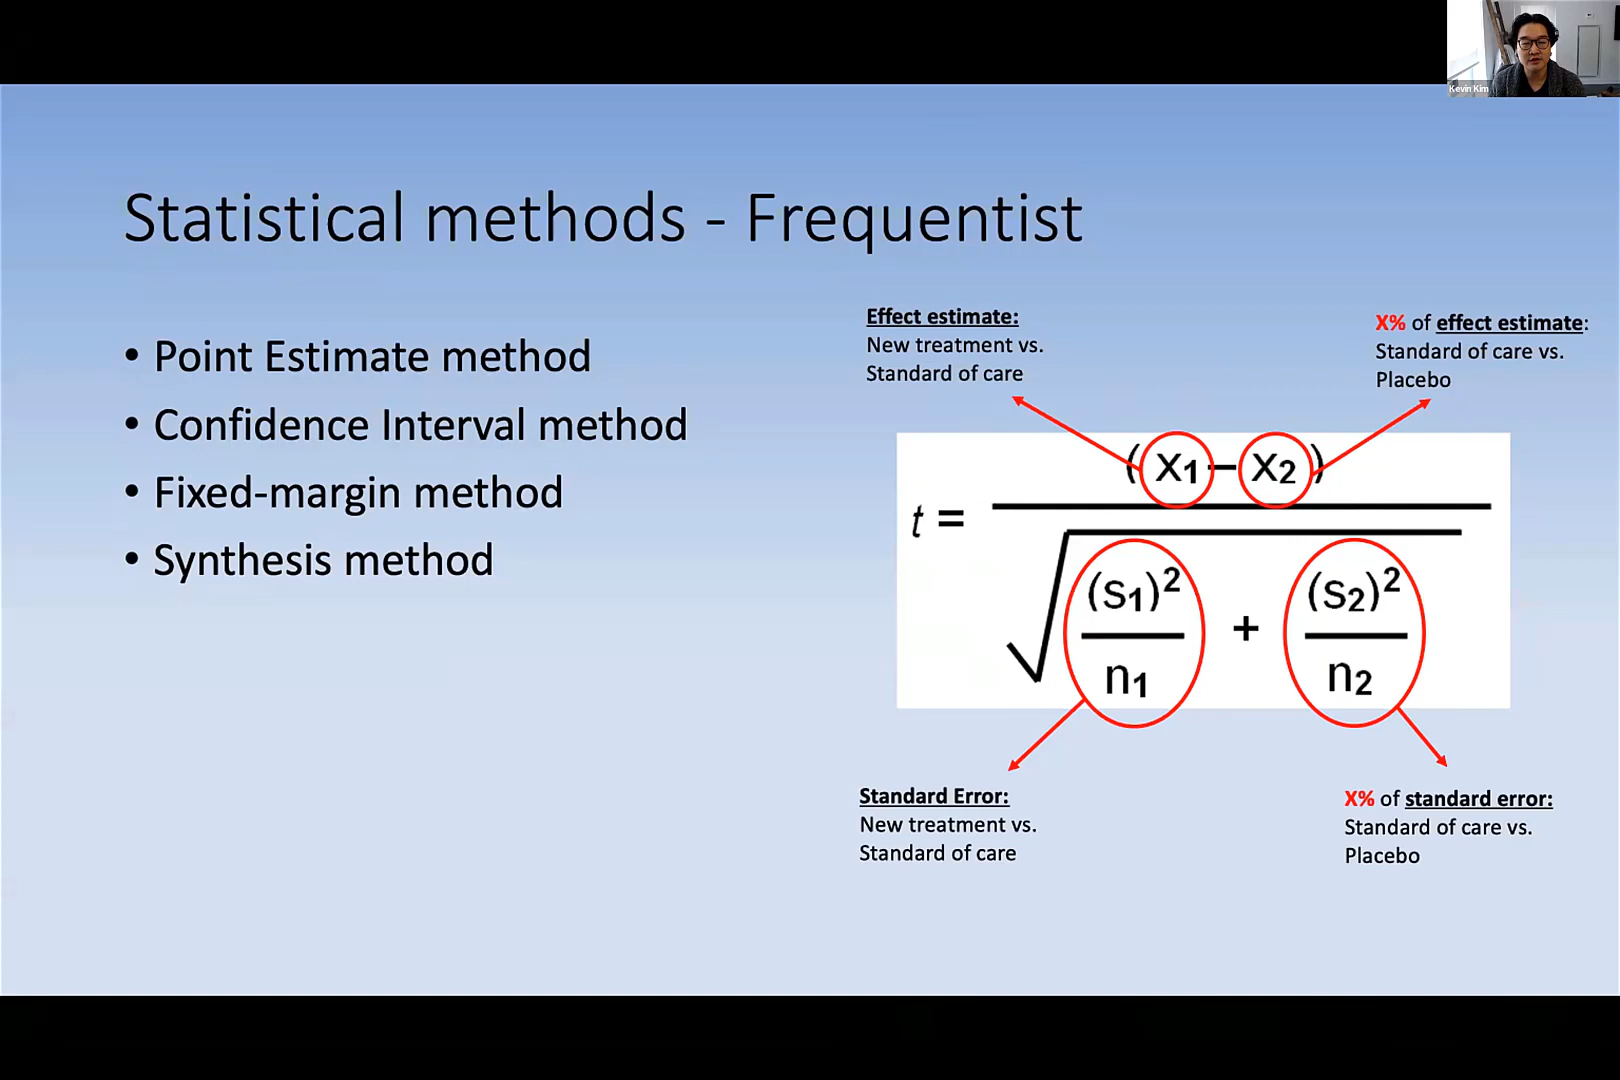 Kevin Kim
Statistical methods - Frequentist
• Point Estimate method
• Confidence Interval method
• Fixed-margin method
• Synthesis method
Effect estimate:
New treatment vs.
Standard of care
X% of effect estimate:
Standard of care vs.
Placebo
(x1 − x2)
t =
√
(s1)² + (s2)²
n1 n2
Standard Error:
New treatment vs.
Standard of care
X% of standard error:
Standard of care vs.
Placebo